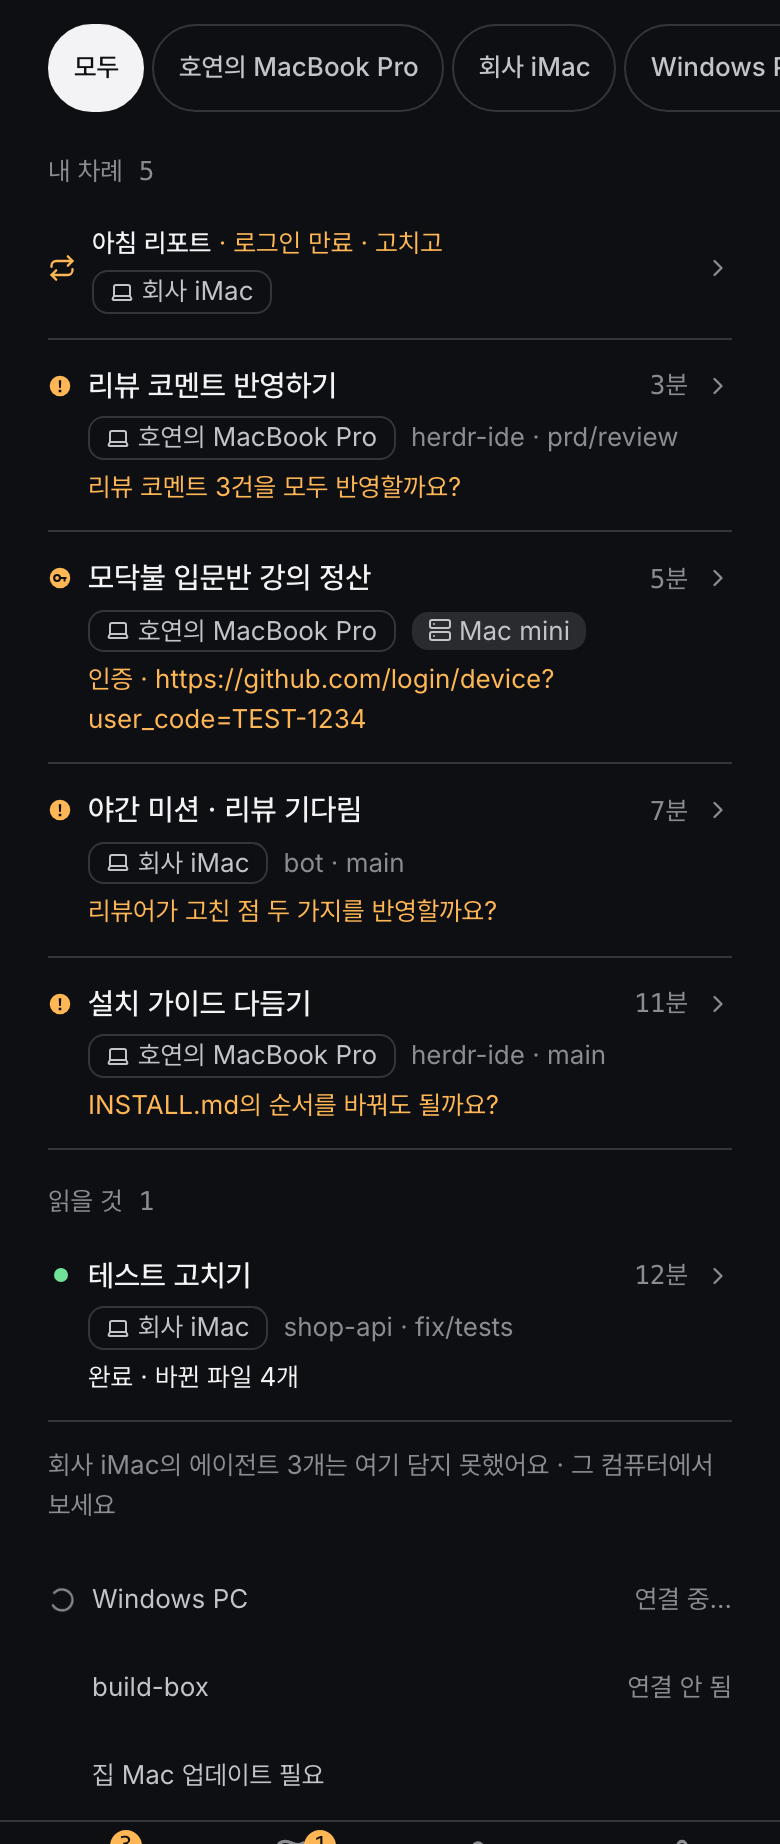 모두 호연의 MacBook Pro 회사 iMac Windows
내 차례 5
아침 리포트 · 로그인 만료 · 고치고
회사 iMac
리뷰 코멘트 반영하기 3분
호연의 MacBook Pro herdr-ide · prd/review
리뷰 코멘트 3건을 모두 반영할까요?
모닥불 입문반 강의 정산 5분
호연의 MacBook Pro Mac mini
인증 · https://github.com/login/device?
user_code=TEST-1234
야간 미션 · 리뷰 기다림 7분
회사 iMac bot · main
리뷰어가 고친 점 두 가지를 반영할까요?
설치 가이드 다듬기 11분
호연의 MacBook Pro herdr-ide · main
INSTALL.md의 순서를 바꿔도 될까요?
읽을 것 1
테스트 고치기 12분
회사 iMac shop-api · fix/tests
완료 · 바뀐 파일 4개
회사 iMac의 에이전트 3개는 여기 담지 못했어요 · 그 컴퓨터에서
보세요
Windows PC 연결 중...
build-box 연결 안 됨
집 Mac 업데이트 필요